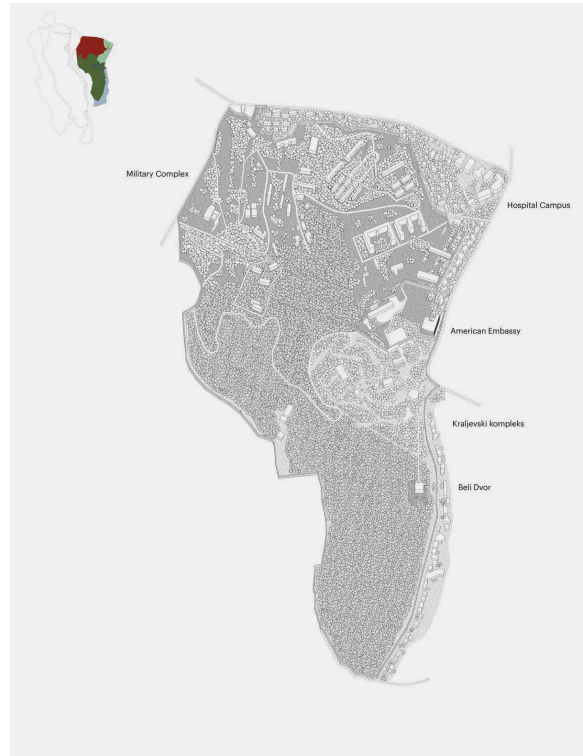 Military Complex
Hospital Campus
American Embassy
Kraljevski kompleks
Beli Dvor